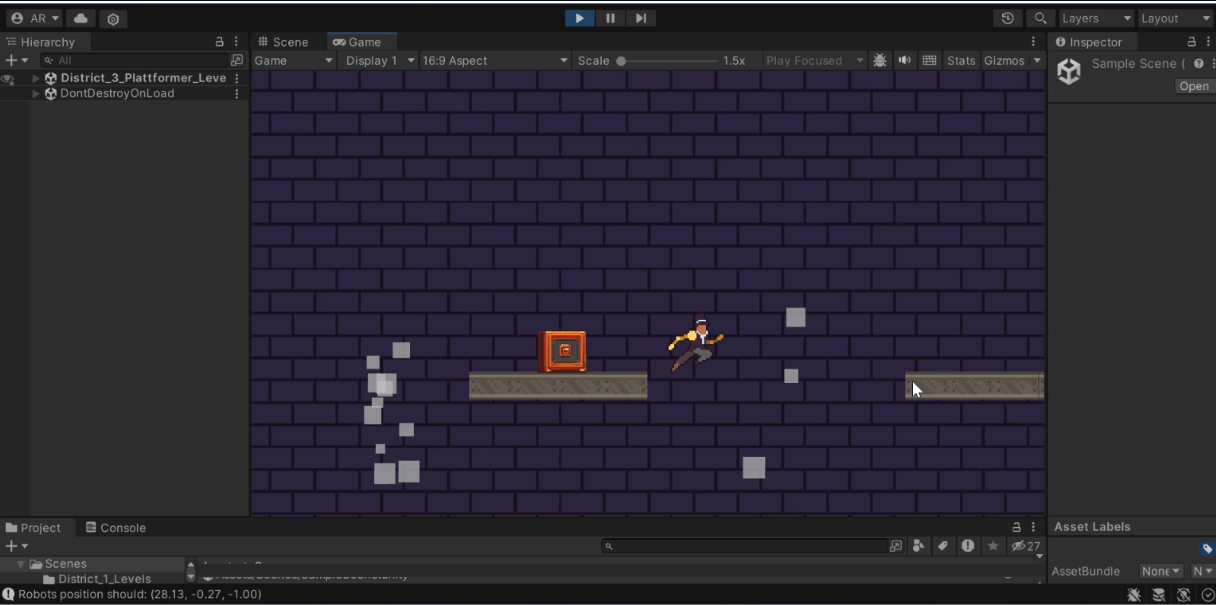 AR Layers Layout
Hierarchy Scene Game Inspector
All Game Display 1 16:9 Aspect Scale 1.5x Play Focused Stats Gizmos Sample Scene (
District_3_Plattformer_Leve Open
DontDestroyOnLoad
Project Console Asset Labels
27
Scenes
District_1_Levels AssetBundle None N
Robots position should: (28.13, -0.27, -1.00)